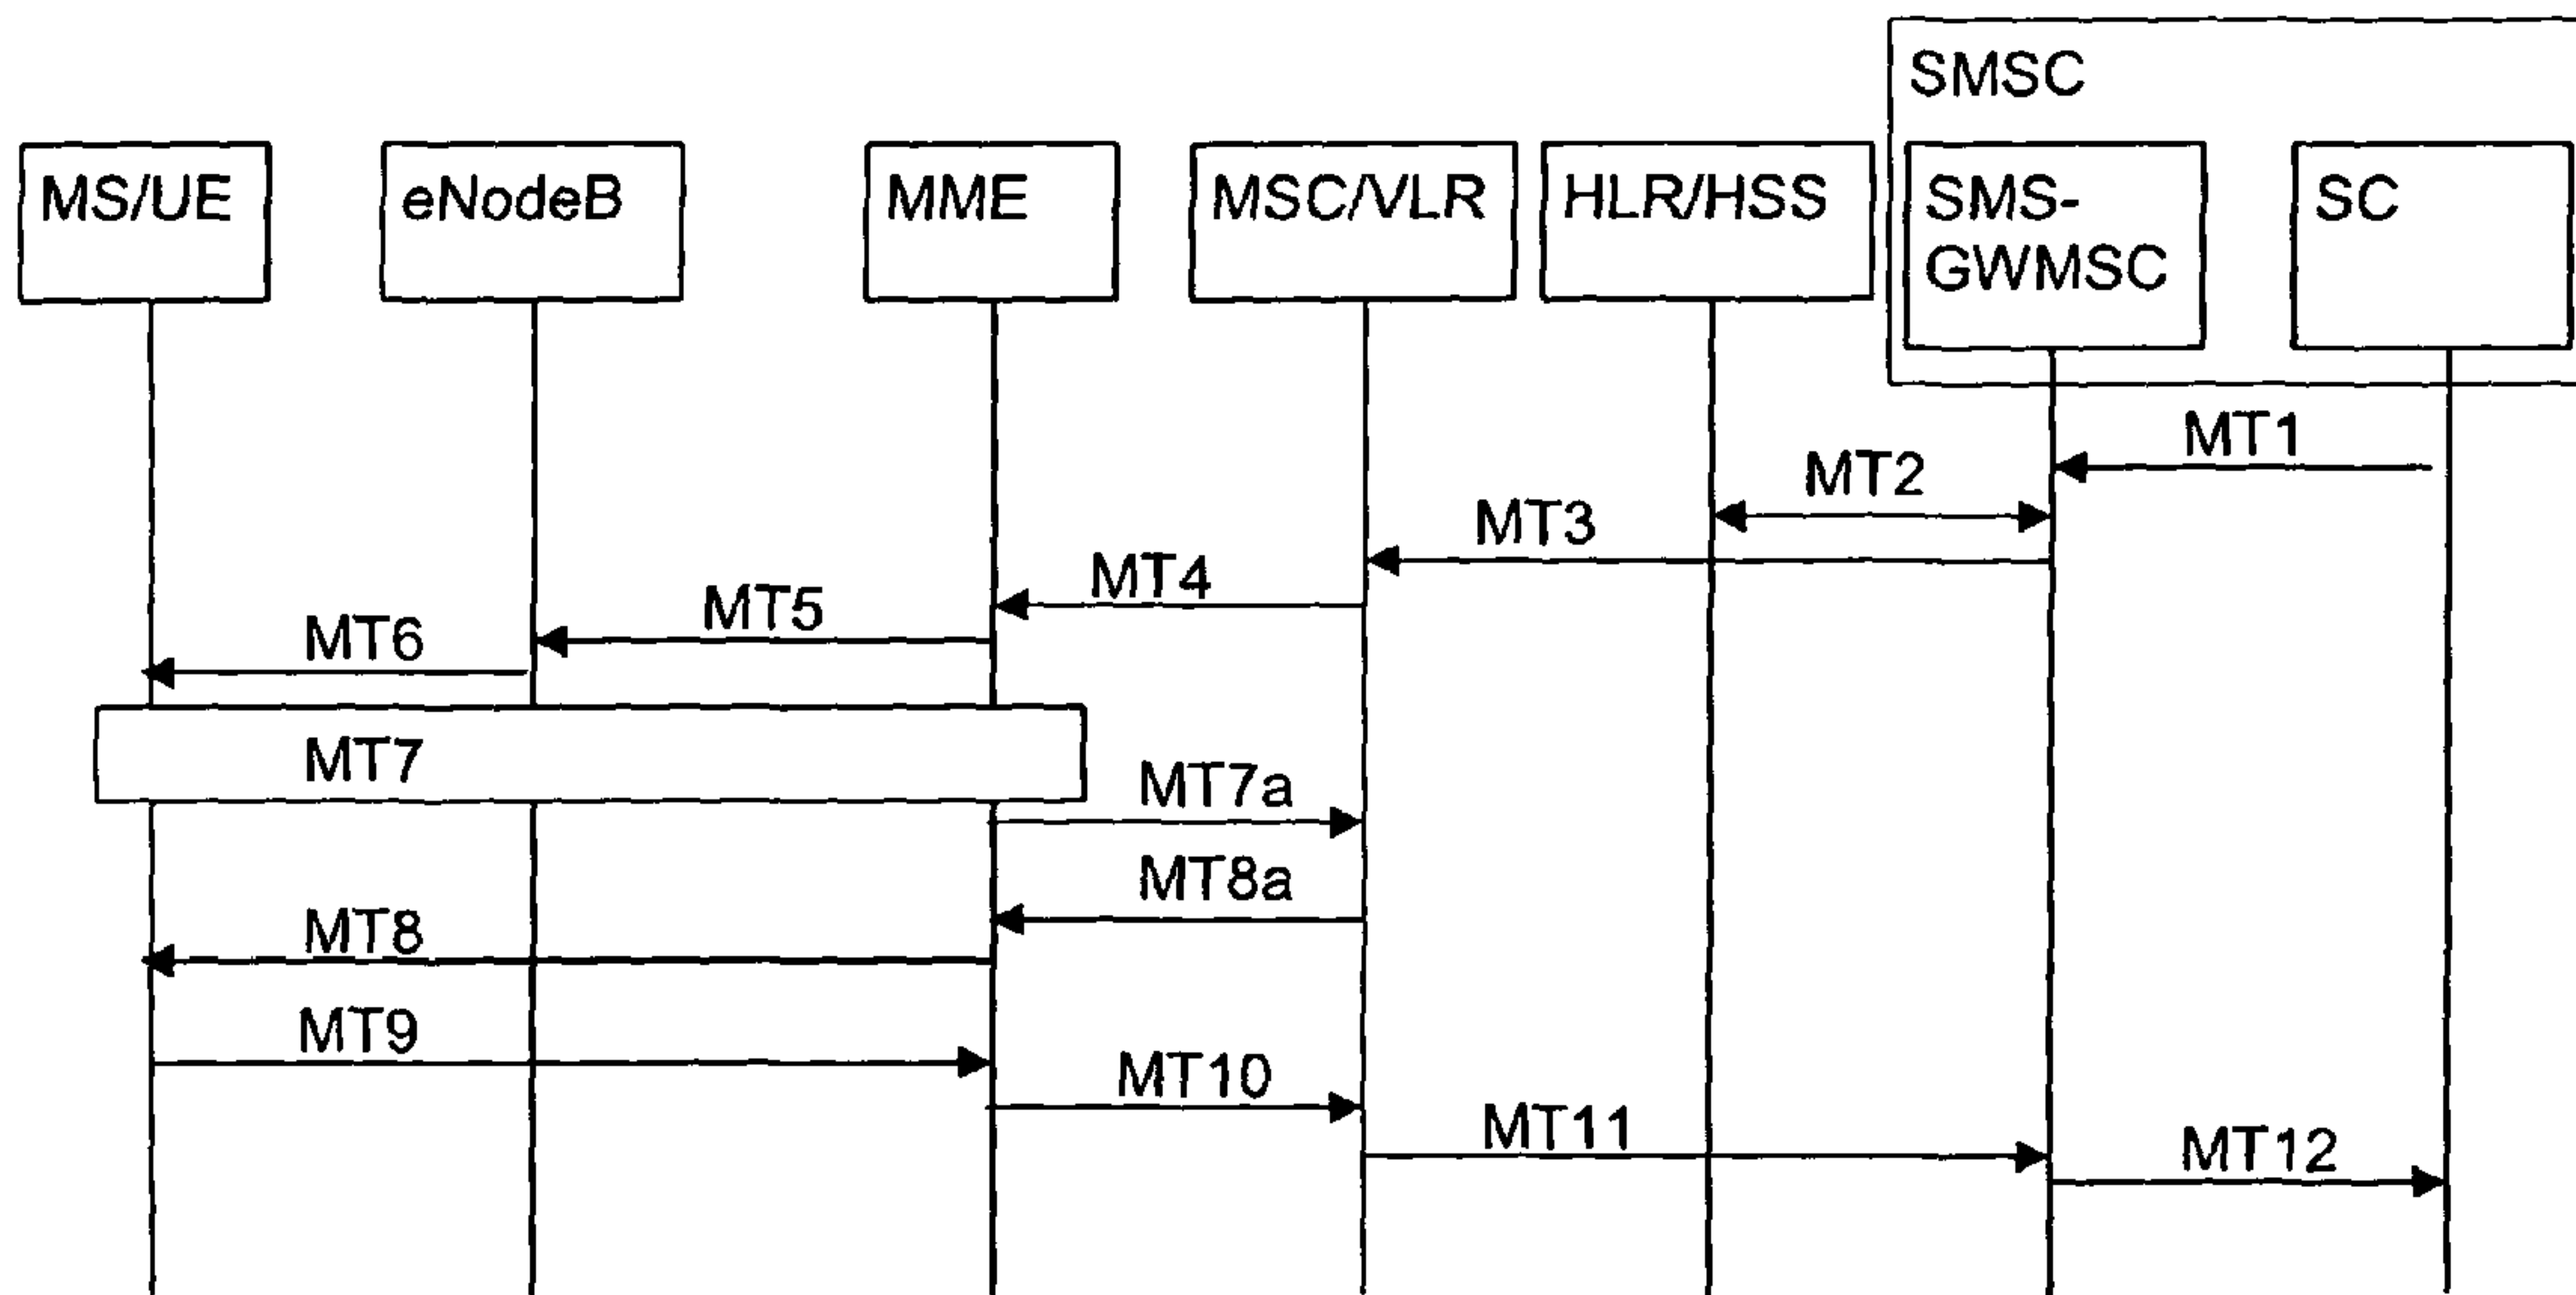 SMSC
MS/UE
eNodeB
MME
MSC/VLR
HLR/HSS
SMS-
GWMSC
SC
MT1
MT2
MT3
MT4
MT5
MT6
MT7
MT7a
MT8a
MT8
MT9
MT10
MT11
MT12